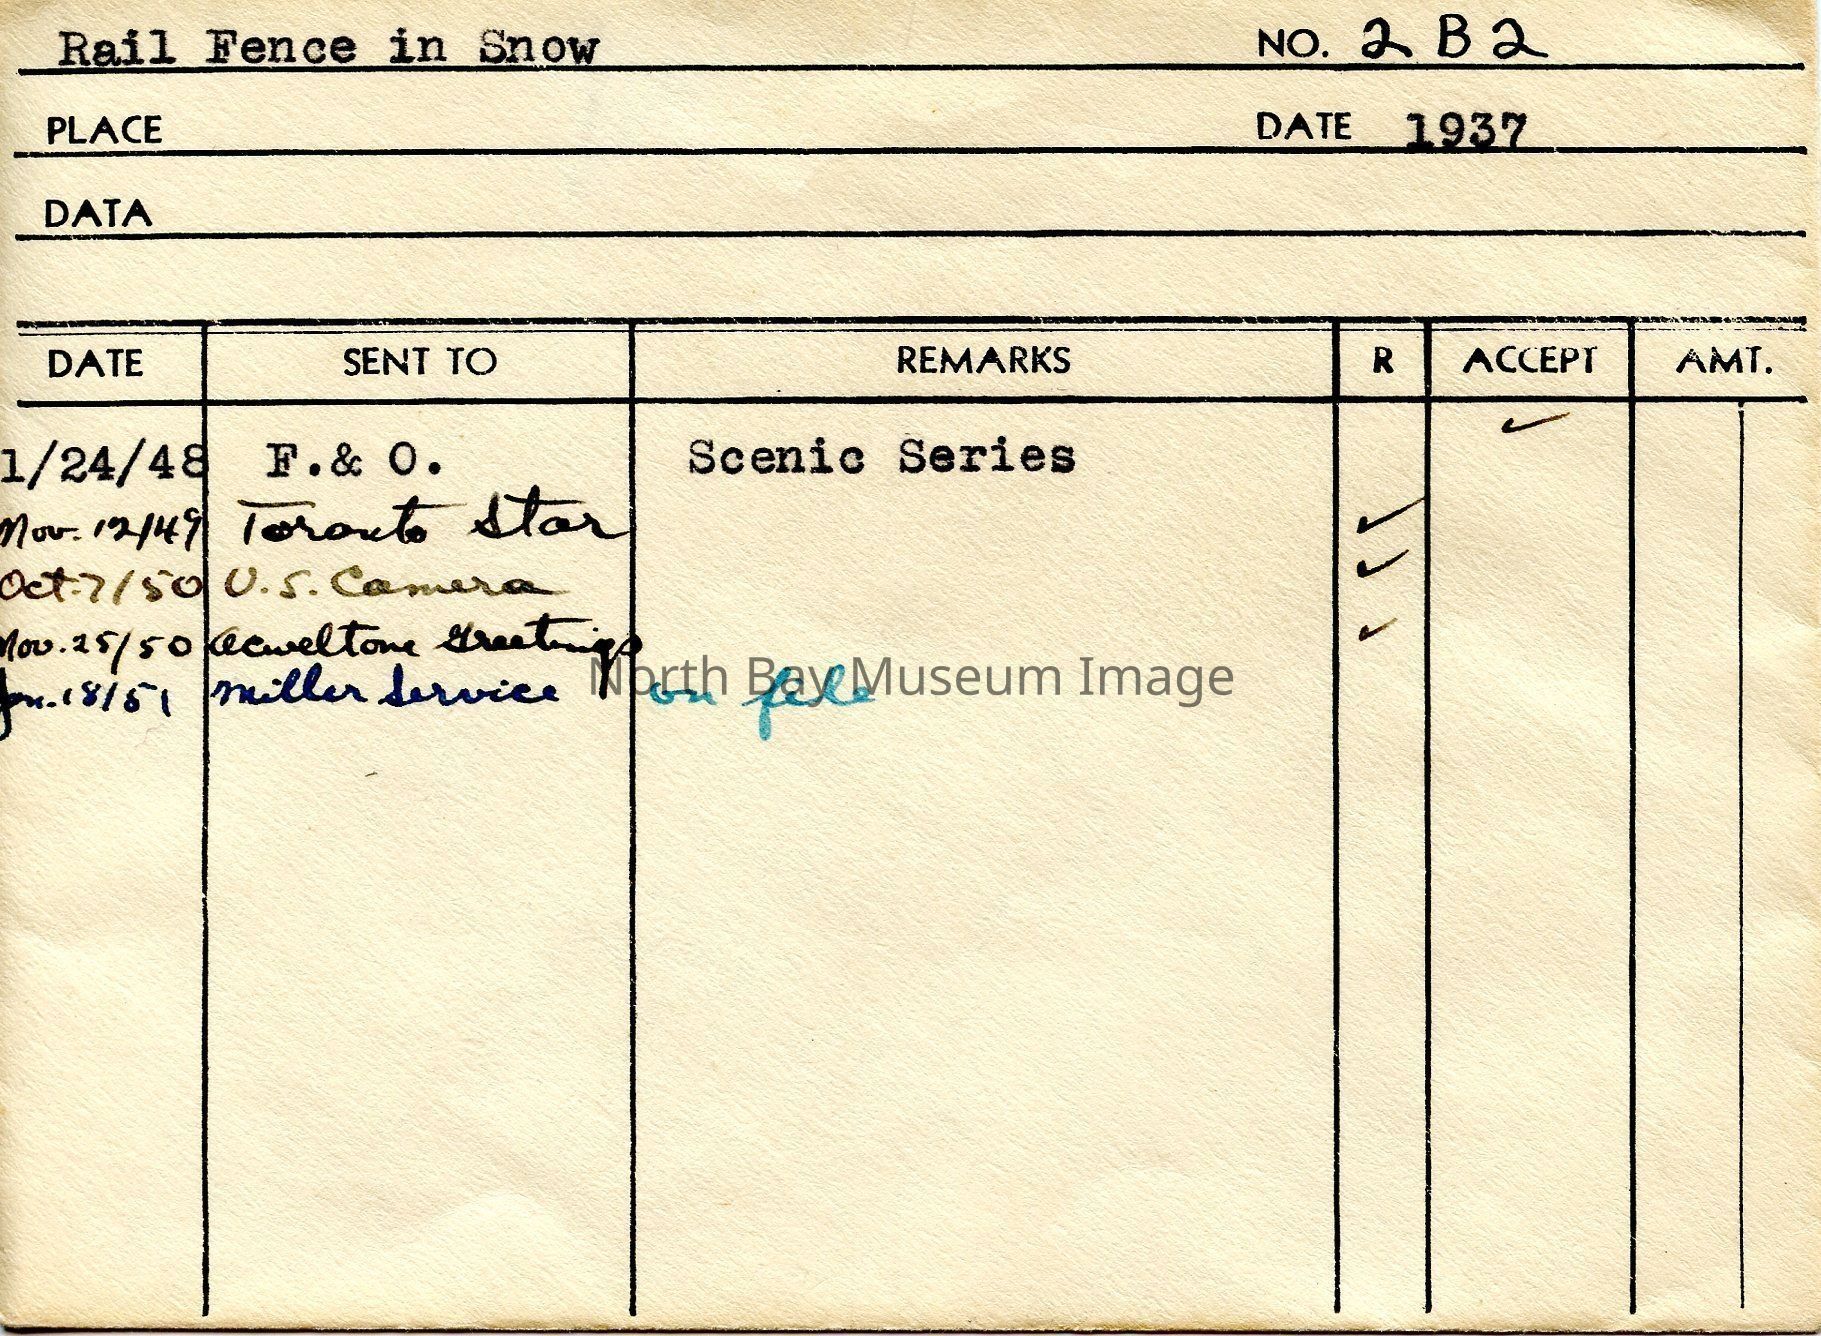 Rail Fence in Snow NO. 2 B 2
PLACE DATE 1937
DATA
DATE SENT TO REMARKS R ACCEPT AMT.
1/24/48 F.& O. Scenic Series ✓
Nov. 12/49 Toronto Star ✓
Oct. 7/50 U.S. Camera ✓
Nov. 25/50 Greetings ✓
Jan. 18/51 Miller Service on file
North Bay Museum Image